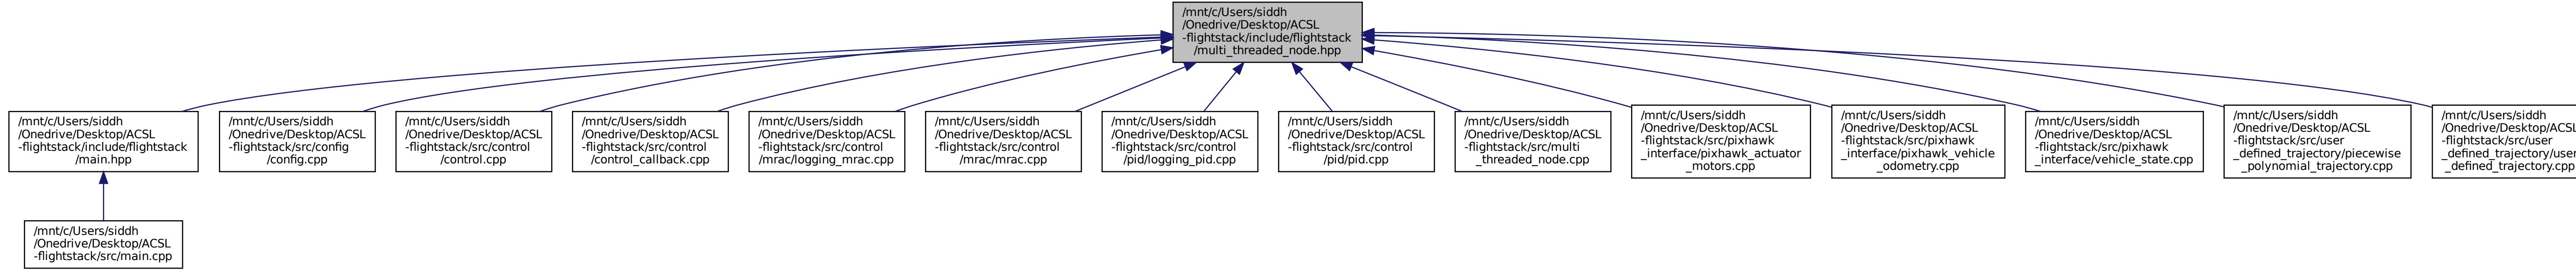 /mnt/c/Users/siddh
/Onedrive/Desktop/ACSL
-flightstack/include/flightstack
/multi_threaded_node.hpp
/mnt/c/Users/siddh
/Onedrive/Desktop/ACSL
-flightstack/include/flightstack
/main.hpp
/mnt/c/Users/siddh
/Onedrive/Desktop/ACSL
-flightstack/src/config
/config.cpp
/mnt/c/Users/siddh
/Onedrive/Desktop/ACSL
-flightstack/src/control
/control.cpp
/mnt/c/Users/siddh
/Onedrive/Desktop/ACSL
-flightstack/src/control
/control_callback.cpp
/mnt/c/Users/siddh
/Onedrive/Desktop/ACSL
-flightstack/src/control
/mrac/logging_mrac.cpp
/mnt/c/Users/siddh
/Onedrive/Desktop/ACSL
-flightstack/src/control
/mrac/mrac.cpp
/mnt/c/Users/siddh
/Onedrive/Desktop/ACSL
-flightstack/src/control
/pid/logging_pid.cpp
/mnt/c/Users/siddh
/Onedrive/Desktop/ACSL
-flightstack/src/control
/pid/pid.cpp
/mnt/c/Users/siddh
/Onedrive/Desktop/ACSL
-flightstack/src/multi
_threaded_node.cpp
/mnt/c/Users/siddh
/Onedrive/Desktop/ACSL
-flightstack/src/pixhawk
_interface/pixhawk_actuator
_motors.cpp
/mnt/c/Users/siddh
/Onedrive/Desktop/ACSL
-flightstack/src/pixhawk
_interface/pixhawk_vehicle
_odometry.cpp
/mnt/c/Users/siddh
/Onedrive/Desktop/ACSL
-flightstack/src/pixhawk
_interface/vehicle_state.cpp
/mnt/c/Users/siddh
/Onedrive/Desktop/ACSL
-flightstack/src/user
_defined_trajectory/piecewise
_polynomial_trajectory.cpp
/mnt/c/Users/siddh
/Onedrive/Desktop/ACSL
-flightstack/src/user
_defined_trajectory/user
_defined_trajectory.cpp
/mnt/c/Users/siddh
/Onedrive/Desktop/ACSL
-flightstack/src/main.cpp